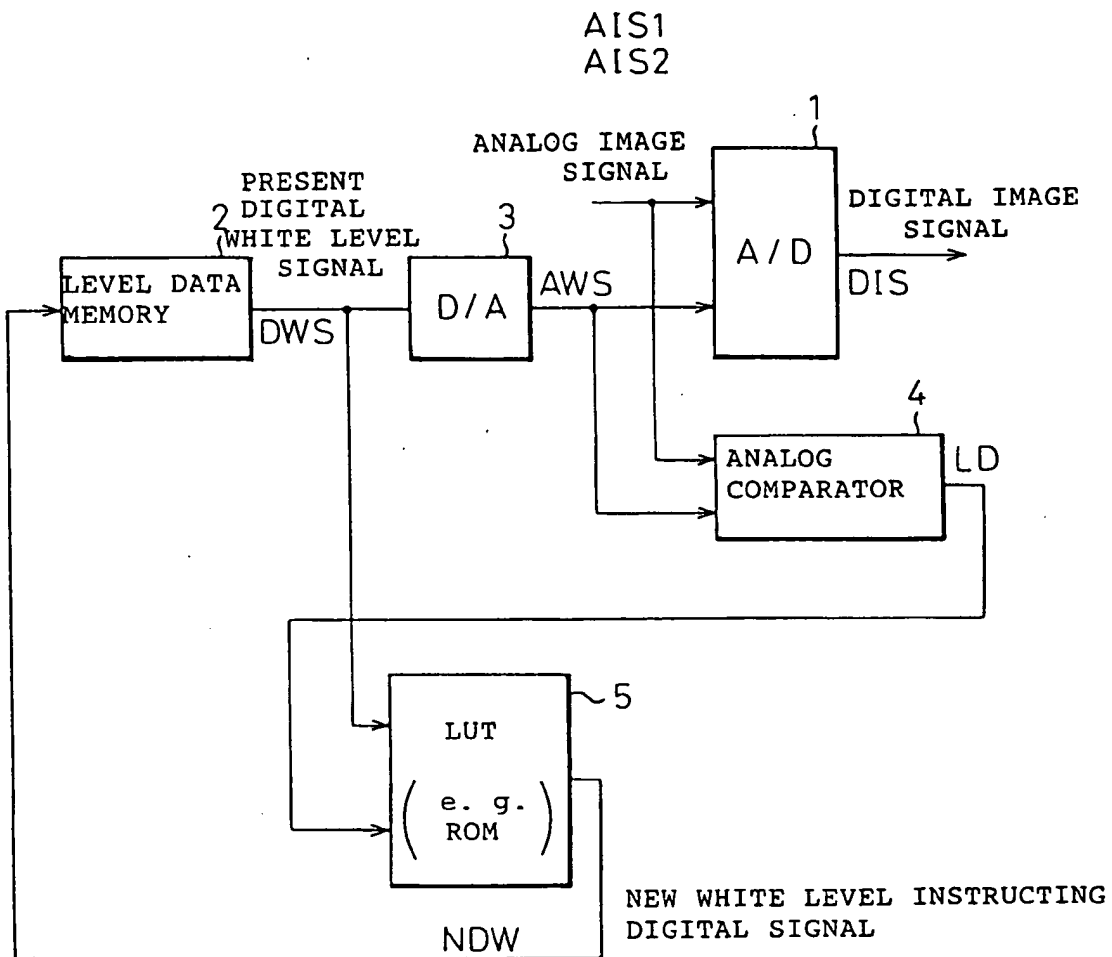 AIS1
AIS2
1
ANALOG IMAGE
SIGNAL
A/D
DIGITAL IMAGE
SIGNAL
DIS
PRESENT
DIGITAL
WHITE LEVEL
SIGNAL
2
LEVEL DATA
MEMORY
DWS
3
D/A
AWS
4
ANALOG
COMPARATOR
LD
5
LUT
( e. g.
ROM )
NEW WHITE LEVEL INSTRUCTING
DIGITAL SIGNAL
NDW